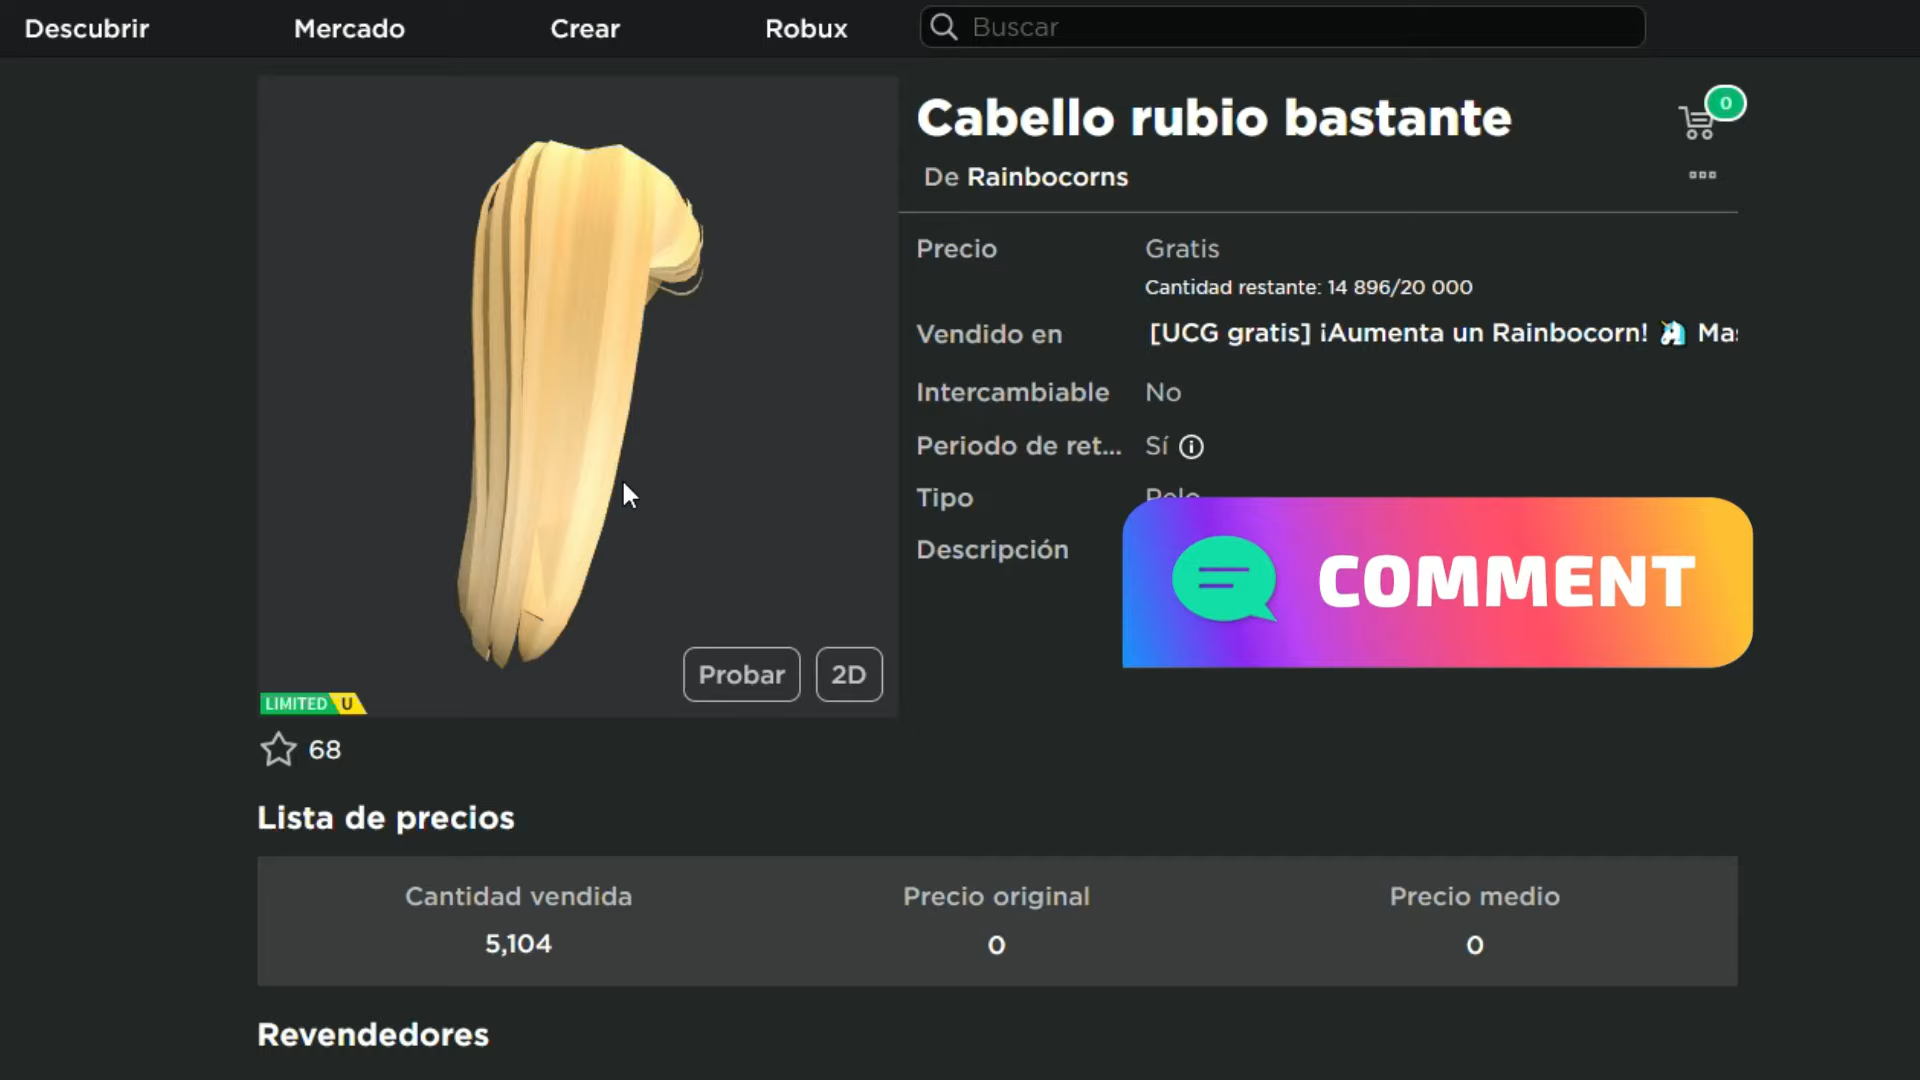 Descubrir
Mercado
Crear
Robux
Buscar
Cabello rubio bastante
0
De Rainbocorns
Precio
Gratis
Cantidad restante: 14 896/20 000
Vendido en
[UCG gratis] ¡Aumenta un Rainbocorn! 🦄 Ma
Intercambiable
No
Periodo de ret...
Sí
Tipo
Pelo
Descripción
COMMENT
Probar
2D
LIMITED U
68
Lista de precios
Cantidad vendida
Precio original
Precio medio
5,104
0
0
Revendedores